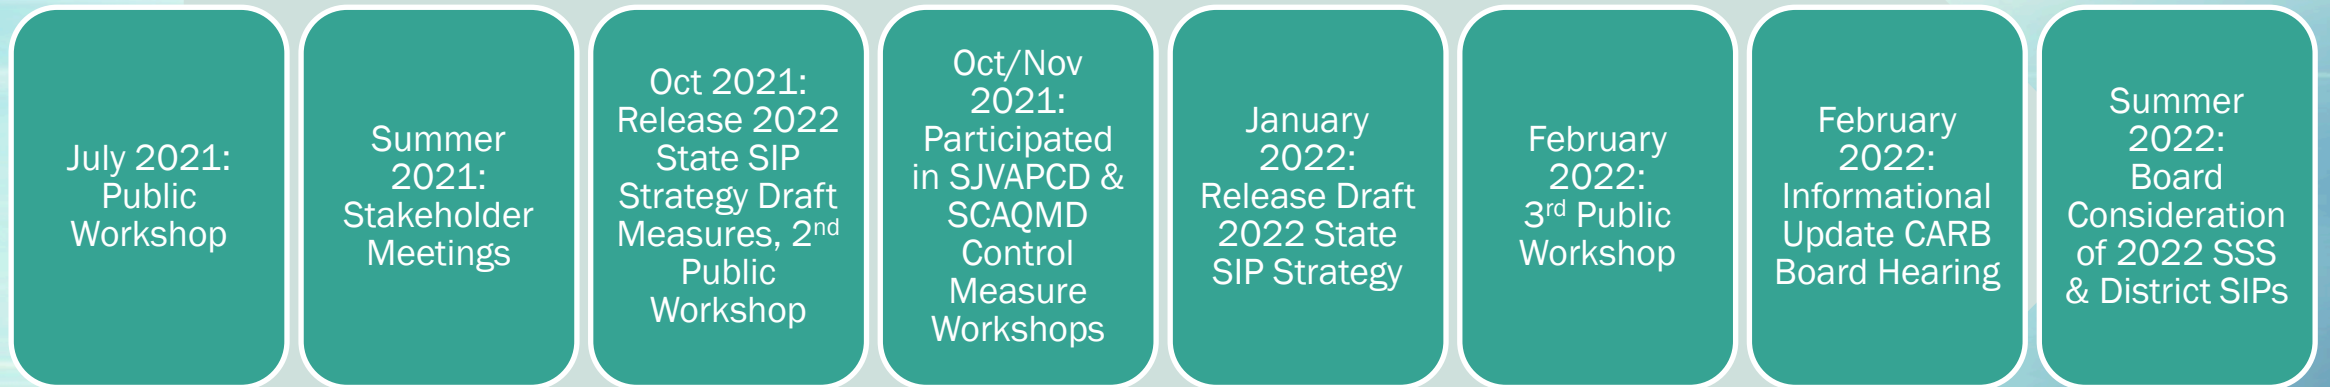 July 2021:
Public
Workshop
Summer
2021:
Stakeholder
Meetings
Oct 2021:
Release 2022
State SIP
Strategy Draft
Measures, 2nd
Public
Workshop
Oct/Nov
2021:
Participated
in SJVAPCD &
SCAQMD
Control
Measure
Workshops
January
2022:
Release Draft
2022 State
SIP Strategy
February
2022:
3rd Public
Workshop
February
2022:
Informational
Update CARB
Board Hearing
Summer
2022:
Board
Consideration
of 2022 SSS
& District SIPs